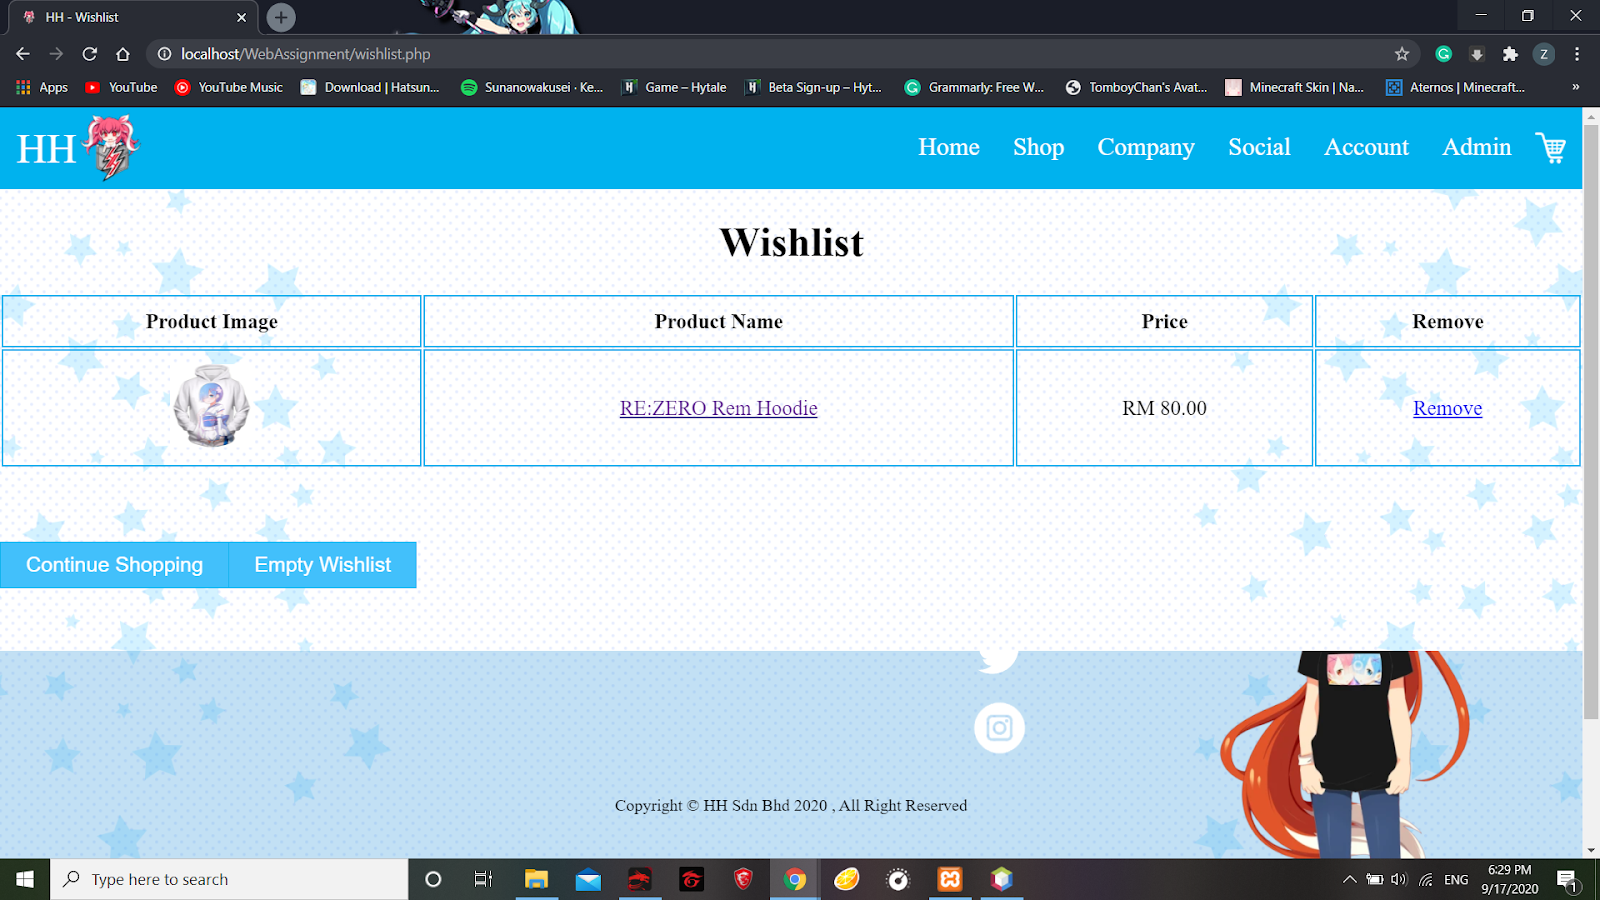 HH - Wishlist
localhost/WebAssignment/wishlist.php
Z
Apps YouTube YouTube Music Download | Hatsun... Sunanowakusei · Ke... Game – Hytale Beta Sign-up – Hyt... Grammarly: Free W... TomboyChan's Avat... Minecraft Skin | Na... Aternos | Minecraft... »
HH Home Shop Company Social Account Admin
Wishlist
Product Image Product Name Price Remove
RE:ZERO Rem Hoodie RM 80.00 Remove
Continue Shopping Empty Wishlist
Copyright © HH Sdn Bhd 2020 , All Right Reserved
Type here to search
ENG
6:29 PM
9/17/2020
1